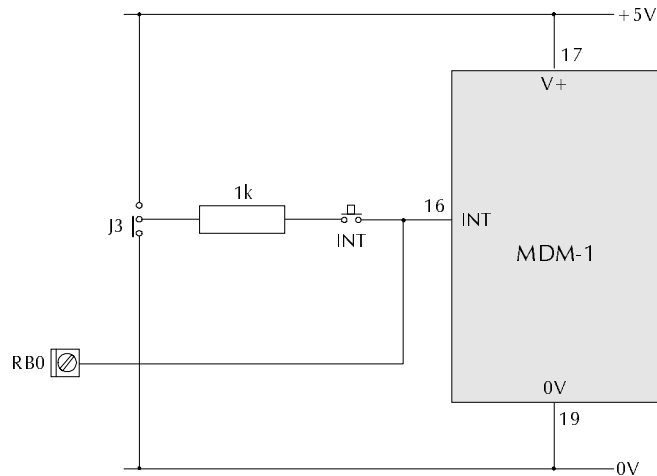 +5V
17
V+
1k
16
J3
INT
INT
MDM-1
RB0
0V
19
0V